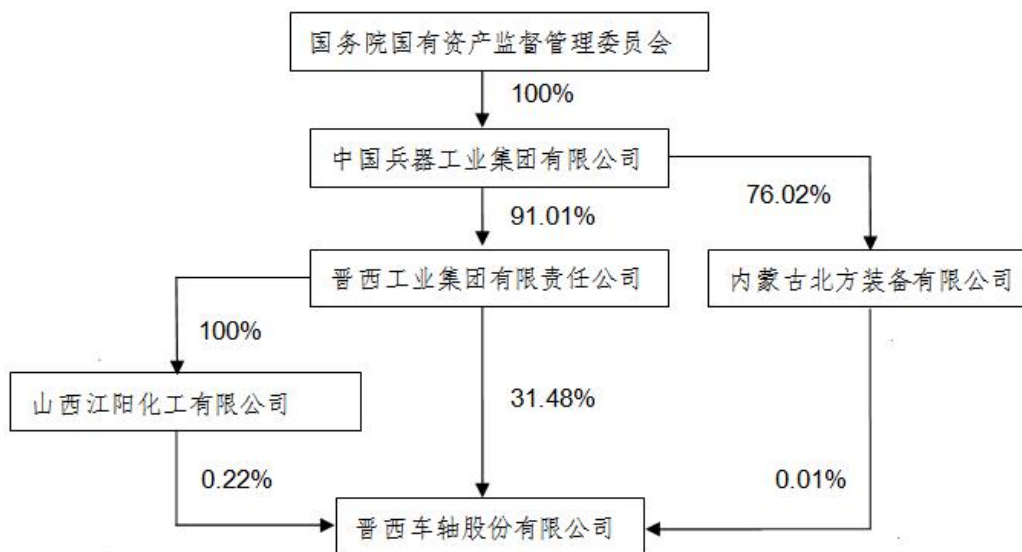 国务院国有资产监督管理委员会
100%
中国兵器工业集团有限公司
76.02%
91.01%
晋西工业集团有限责任公司
内蒙古北方装备有限公司
100%
山西江阳化工有限公司
31.48%
0.22%
0.01%
晋西车轴股份有限公司